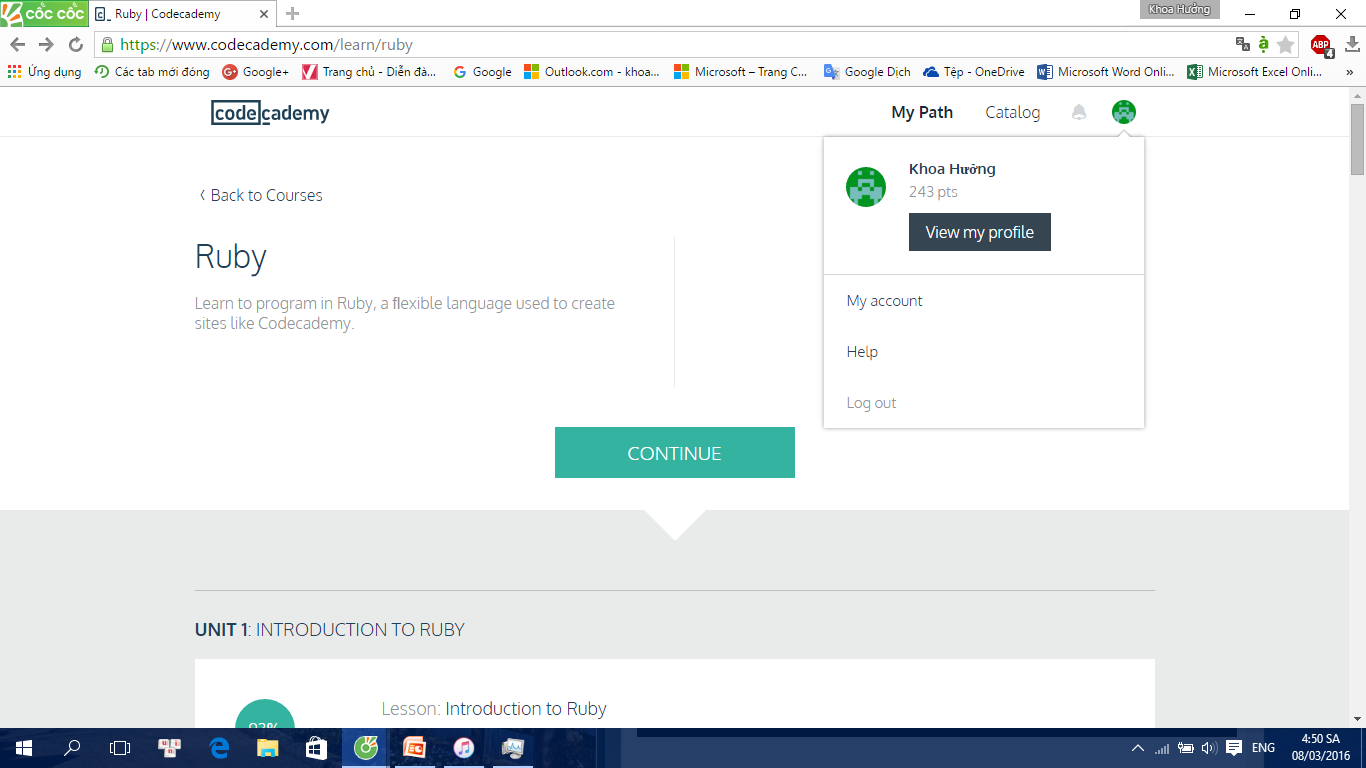 cốc cốc
Ruby | Codecademy
Khoa Hưởng
https://www.codecademy.com/learn/ruby
ABP
4
Ứng dụng
Các tab mới đóng
Google+
Trang chủ - Diễn đà...
Google
Outlook.com - khoa...
Microsoft – Trang C...
Google Dịch
Tệp - OneDrive
Microsoft Word Onli...
Microsoft Excel Onli...
»
codecademy
My Path
Catalog
Khoa Hưởng
243 pts
View my profile
My account
Help
Log out
Back to Courses
Ruby
Learn to program in Ruby, a flexible language used to create
sites like Codecademy.
CONTINUE
UNIT 1: INTRODUCTION TO RUBY
Lesson: Introduction to Ruby
ENG
4:50 SA
08/03/2016